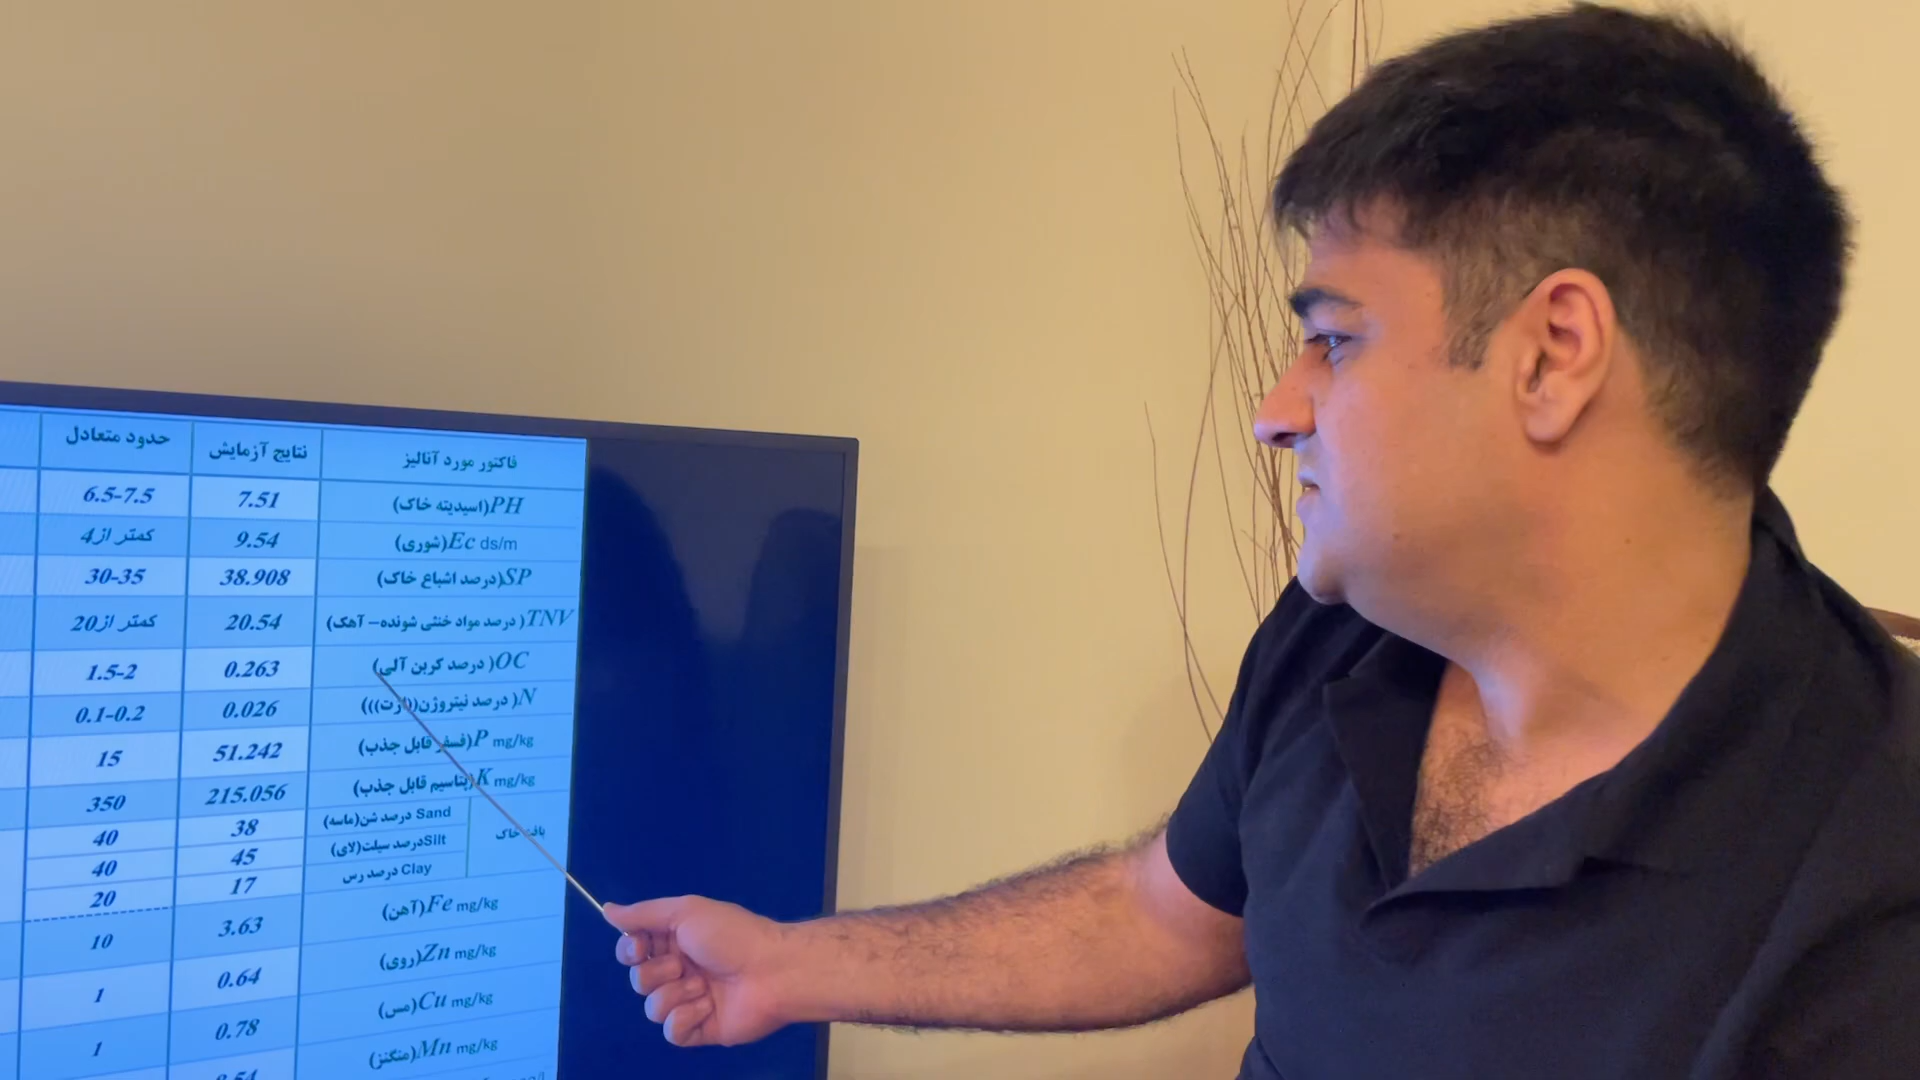 فاکتور مورد آنالیز نتایج آزمایش حدود متعادل
PH(اسیدیته خاک) 7.51 6.5-7.5
Ec ds/m(شوری) 9.54 کمتر از4
SP(درصد اشباع خاک) 38.908 30-35
TNV( درصد مواد خنثی شونده– آهک) 20.54 کمتر از20
OC( درصد کربن آلی) 0.263 1.5-2
N( درصد نیتروژن((ازت))) 0.026 0.1-0.2
P mg/kg(فسفر قابل جذب) 51.242 15
K mg/kg(پتاسیم قابل جذب) 215.056 350
بافت خاک
Sand درصد شن(ماسه) 38 40
Siltدرصد سیلت(لای) 45 40
Clay درصد رس 17 20
Fe mg/kg(آهن) 3.63 10
Zn mg/kg(روی) 0.64 1
Cu mg/kg(مس) 0.78 1
Mn mg/kg(منگنز)